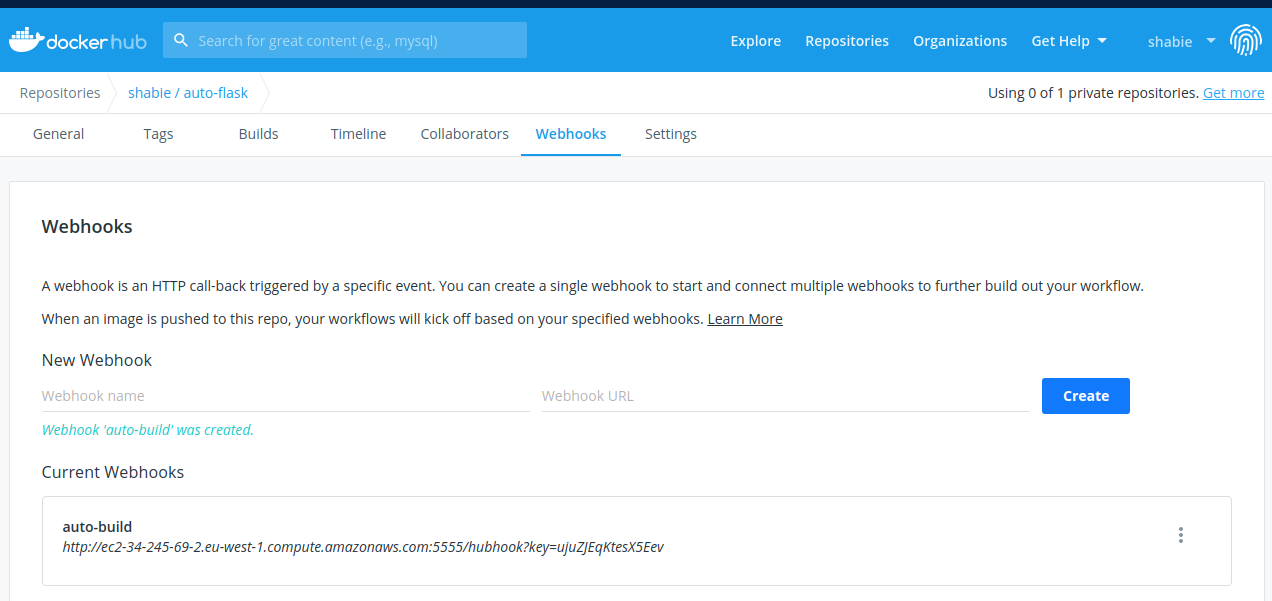 docker hub Search for great content (e.g., mysql) Explore Repositories Organizations Get Help shabie
Repositories shabie / auto-flask Using 0 of 1 private repositories. Get more
General Tags Builds Timeline Collaborators Webhooks Settings
Webhooks
A webhook is an HTTP call-back triggered by a specific event. You can create a single webhook to start and connect multiple webhooks to further build out your workflow.
When an image is pushed to this repo, your workflows will kick off based on your specified webhooks. Learn More
New Webhook
Webhook name Webhook URL Create
Webhook 'auto-build' was created.
Current Webhooks
auto-build
http://ec2-34-245-69-2.eu-west-1.compute.amazonaws.com:5555/hubhook?key=ujuZJEqKtesX5Eev